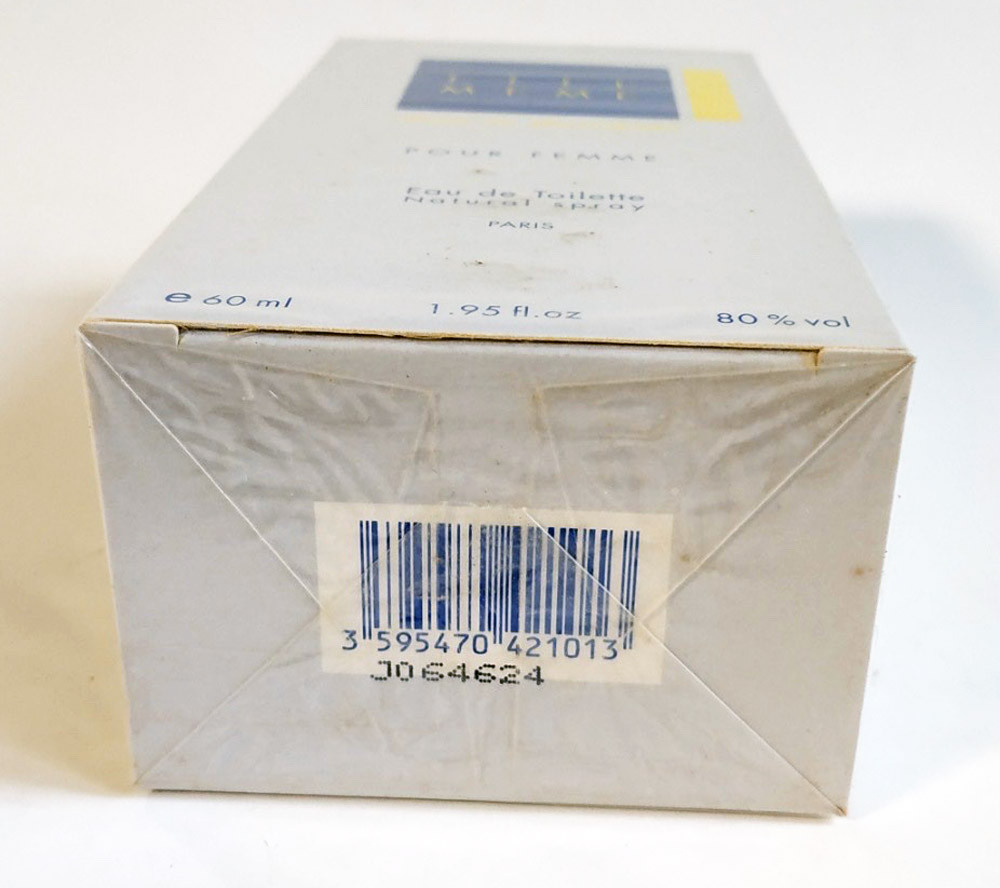 POUR FEMME
Eau de Toilette
Natural spray
PARIS
e 60 ml 1.95 fl.oz 80 % vol
3 595470 421013
J064624